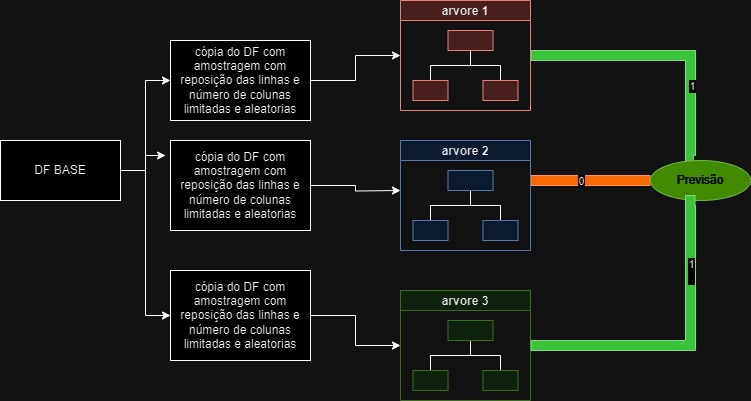 arvore 1
cópia do DF com
amostragem com
reposição das linhas e
número de colunas
limitadas e aleatorias
1
DF BASE
cópia do DF com
amostragem com
reposição das linhas e
número de colunas
limitadas e aleatorias
arvore 2
0
Previsão
cópia do DF com
amostragem com
reposição das linhas e
número de colunas
limitadas e aleatorias
arvore 3
1